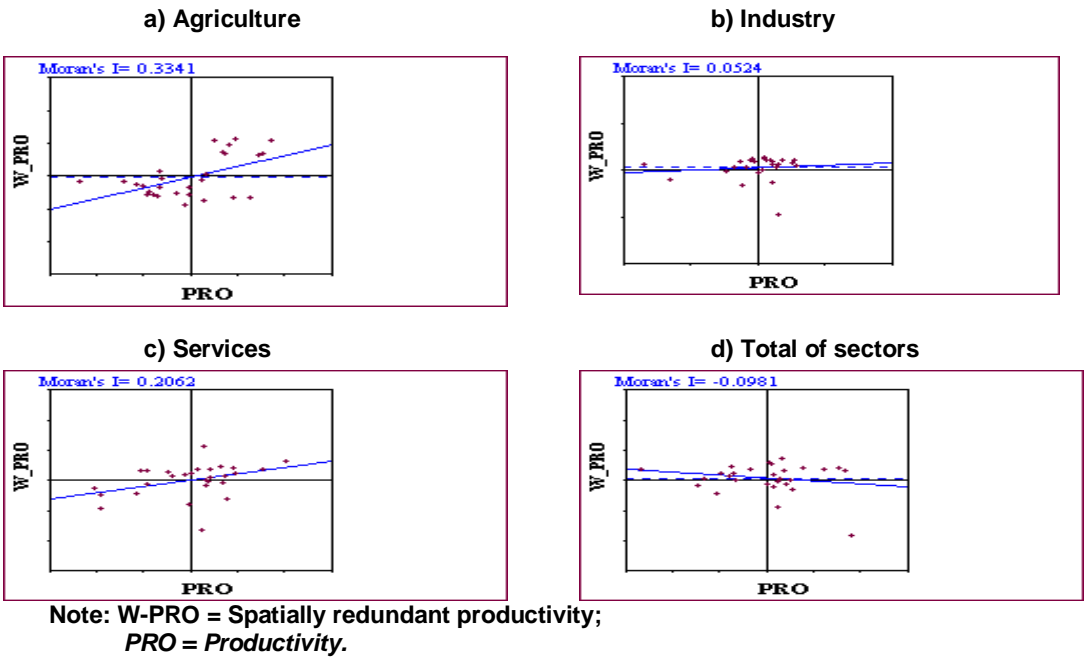 a) Agriculture
b) Industry
Moran's I= 0.3341
Moran's I= 0.0524
W_PRO
W_PRO
PRO
PRO
c) Services
d) Total of sectors
Moran's I= 0.2062
Moran's I= -0.0981
W_PRO
W_PRO
PRO
PRO
Note: W-PRO = Spatially redundant productivity;
PRO = Productivity.